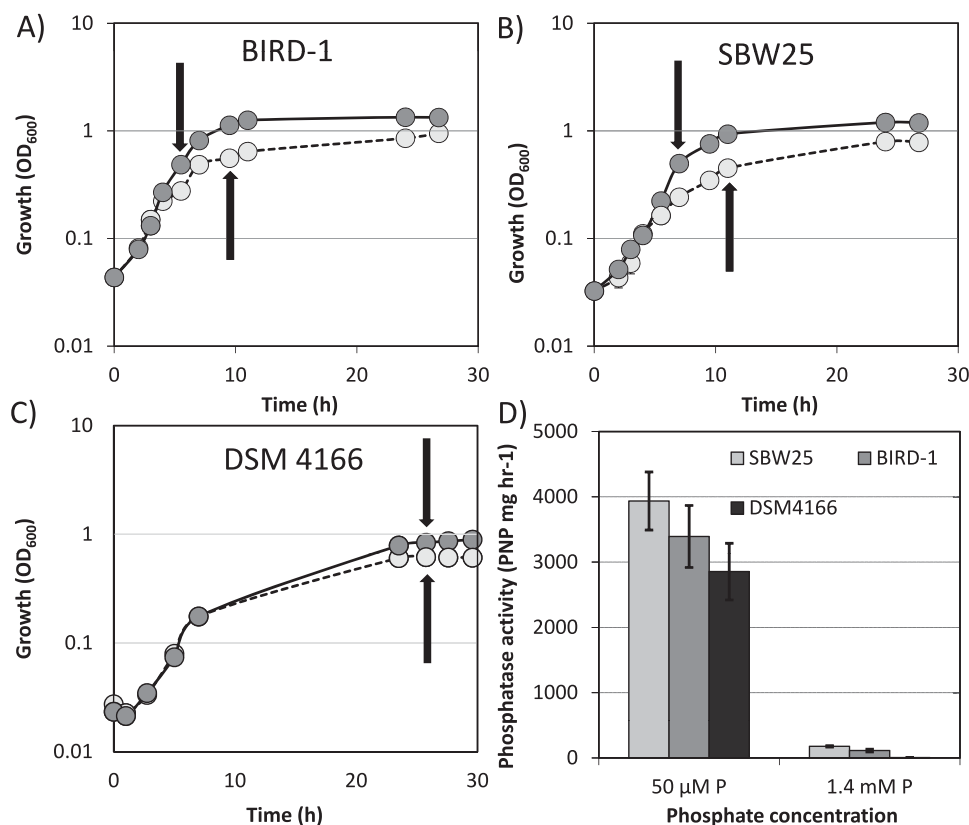 A)
BIRD-1
Growth (OD600)
10
1
0.1
0.01
0
10
20
30
Time (h)
B)
SBW25
Growth (OD600)
10
1
0.1
0.01
0
10
20
30
Time (h)
C)
DSM 4166
Growth (OD600)
10
1
0.1
0.01
0
10
20
30
Time (h)
D)
Phosphatase activity (PNP mg hr-1)
5000
4000
3000
2000
1000
0
SBW25
BIRD-1
DSM4166
50 µM P
1.4 mM P
Phosphate concentration